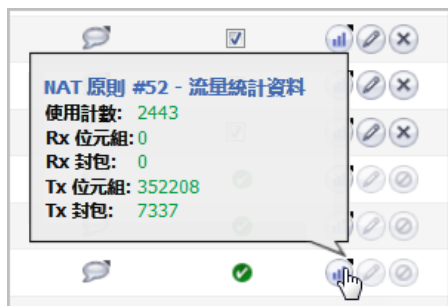 NAT 原則 #52 - 流量統計資料
使用計數: 2443
Rx 位元組: 0
Rx 封包: 0
Tx 位元組: 352208
Tx 封包: 7337